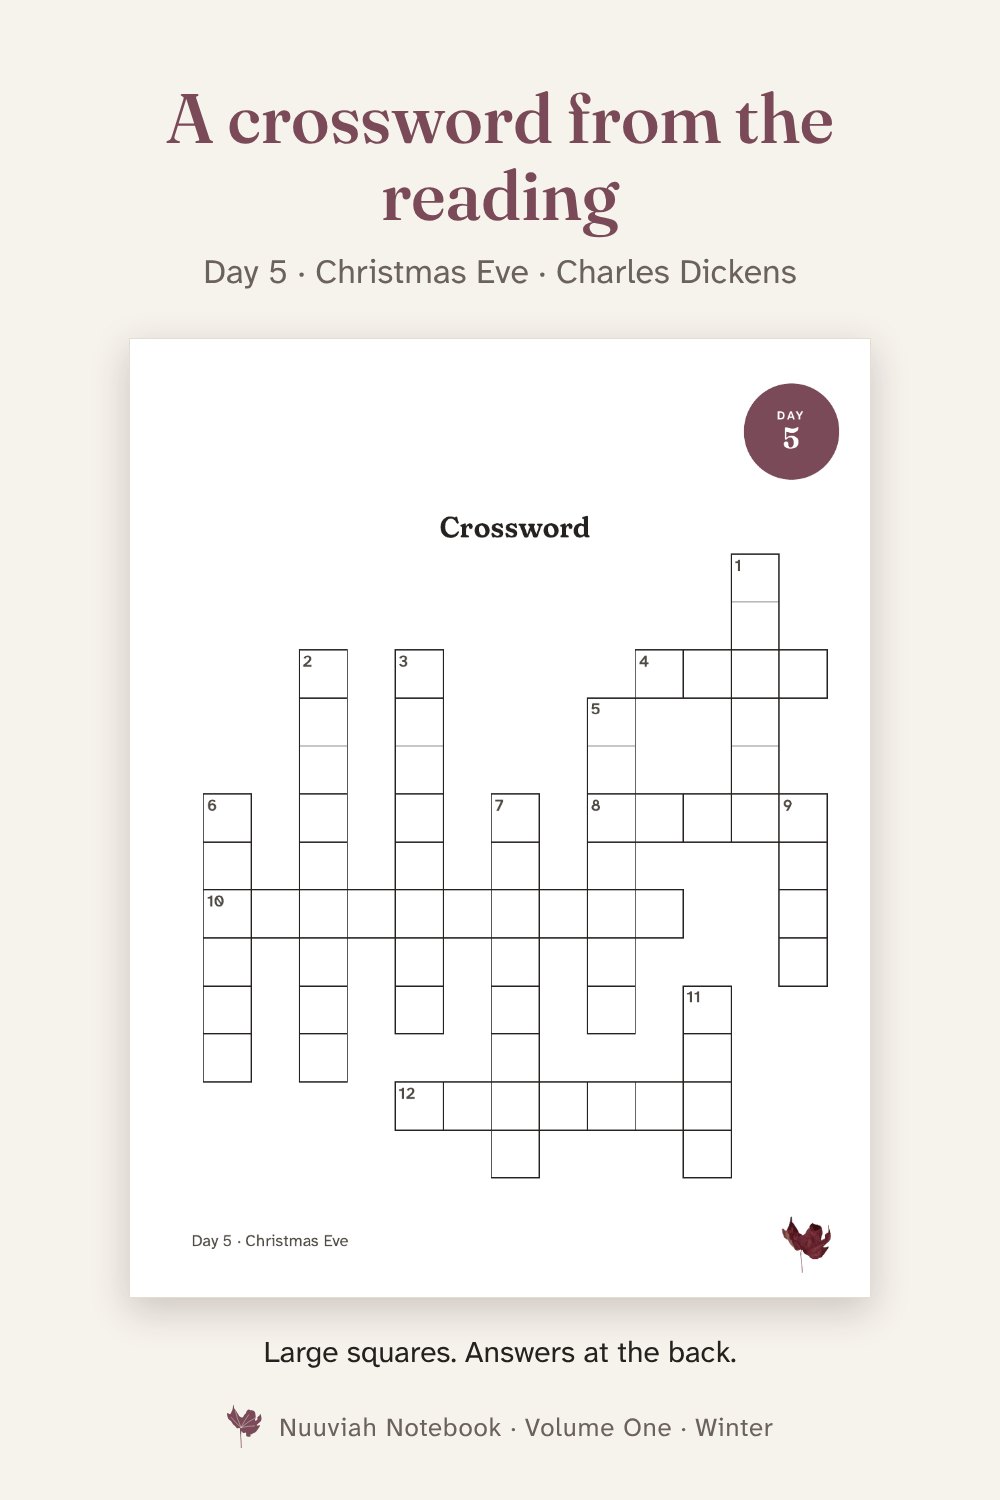 A crossword from the
reading
Day 5 · Christmas Eve · Charles Dickens
DAY
5
Crossword
1
2
3
4
5
6
7
8
9
10
11
12
Day 5 · Christmas Eve
Large squares. Answers at the back.
Nuuviah Notebook · Volume One · Winter